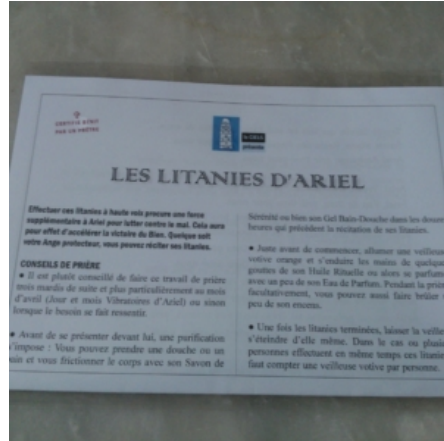 CERTIFIÉ BÉNIT
PAR UN PRÊTRE
présente
LES LITANIES D'ARIEL
Effectuer ces litanies à haute voix procure une force
supplémentaire à Ariel pour lutter contre le mal. Cela aura
pour effet d'accélérer la victoire du Bien. Quelque soit
votre Ange protecteur, vous pouvez réciter ses litanies.
CONSEILS DE PRIÈRE
● Il est plutôt conseillé de faire ce travail de prière
trois mardis de suite et plus particulièrement au mois
d'avril (Jour et mois Vibratoires d'Ariel) ou sinon
lorsque le besoin se fait ressentir.
● Avant de se présenter devant lui, une purification
s'impose : Vous pouvez prendre une douche ou un
bain et vous frictionner le corps avec son Savon de
Sérénité ou bien son Gel Bain-Douche dans les douze
heures qui précèdent la récitation de ses litanies.
● Juste avant de commencer, allumer une veilleuse
votive orange et s'enduire les mains de quelques
gouttes de son Huile Rituelle ou alors se parfumer
avec un peu de son Eau de Parfum. Pendant la prière
facultativement, vous pouvez aussi faire brûler
peu de son encens.
● Une fois les litanies terminées, laisser la veilleuse
s'éteindre d'elle même. Dans le cas ou plusieurs
personnes effectuent en même temps ces litanies
faut compter une veilleuse votive par personne.